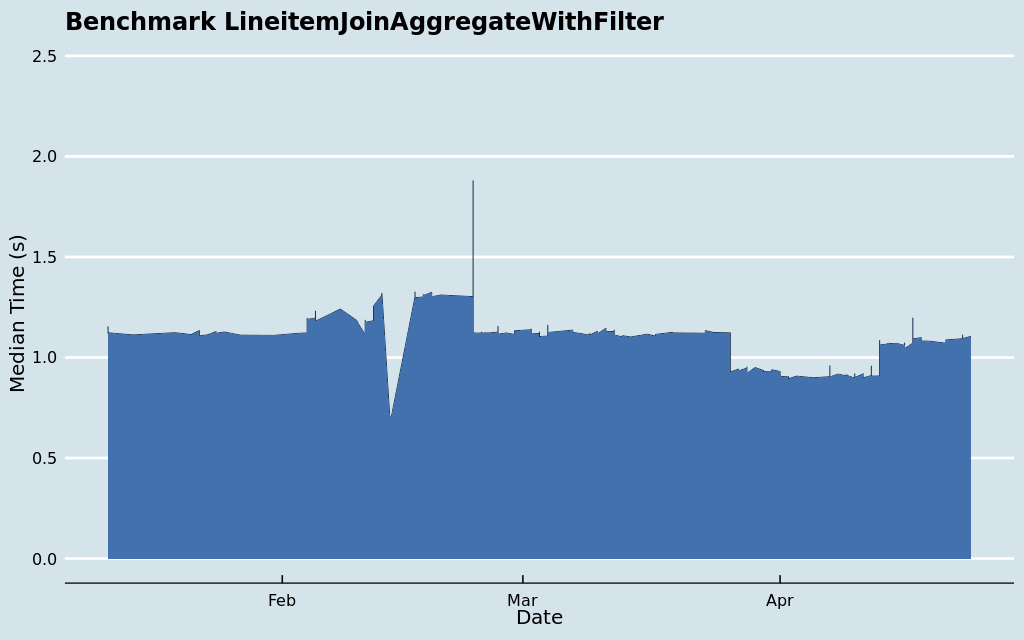 Benchmark LineitemJoinAggregateWithFilter
2.5
2.0
1.5
1.0
0.5
0.0
Median Time (s)
Feb
Mar
Apr
Date